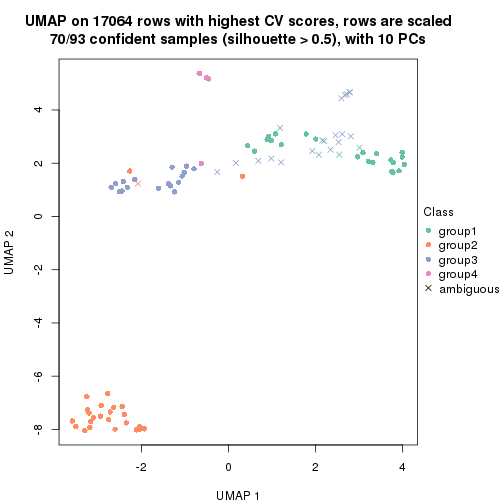 UMAP on 17064 rows with highest CV scores, rows are scaled
70/93 confident samples (silhouette > 0.5), with 10 PCs
4
2
0
-2
-4
-6
-8
UMAP 2
-2
0
2
4
UMAP 1
Class
group1
group2
group3
group4
ambiguous